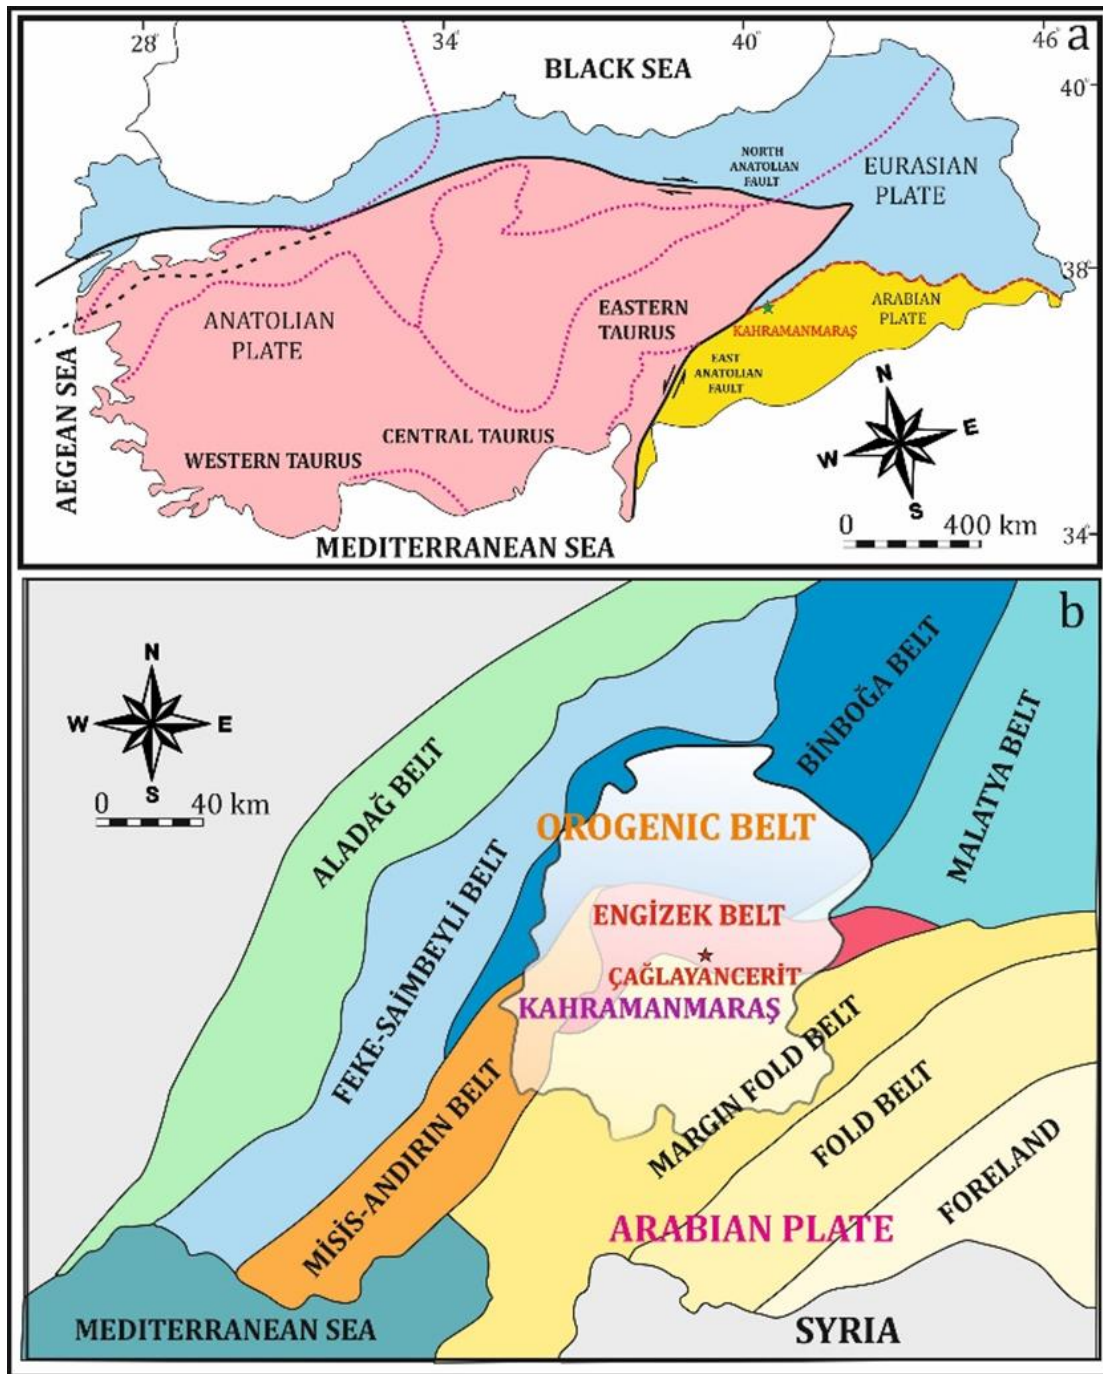 28°
34°
40°
46°
a
40°
BLACK SEA
NORTH
ANATOLIAN
FAULT
EURASIAN
PLATE
38°
ANATOLIAN
PLATE
EASTERN
TAURUS
ARABIAN
PLATE
KAHRAMANMARAŞ
EAST
ANATOLIAN
FAULT
AEGEAN SEA
CENTRAL TAURUS
WESTERN TAURUS
N
E
W
S
0
400 km
34°
MEDITERRANEAN SEA
b
N
W
E
S
0
40 km
ALADAĞ BELT
BİNBOĞA BELT
MALATYA BELT
OROGENIC BELT
FEKE-SAİMBEYLİ BELT
ENGİZEK BELT
ÇAĞLAYANCERİT
KAHRAMANMARAŞ
MİSİS-ANDIRIN BELT
MARGIN FOLD BELT
FOLD BELT
FORELAND
ARABIAN PLATE
MEDITERRANEAN SEA
SYRIA